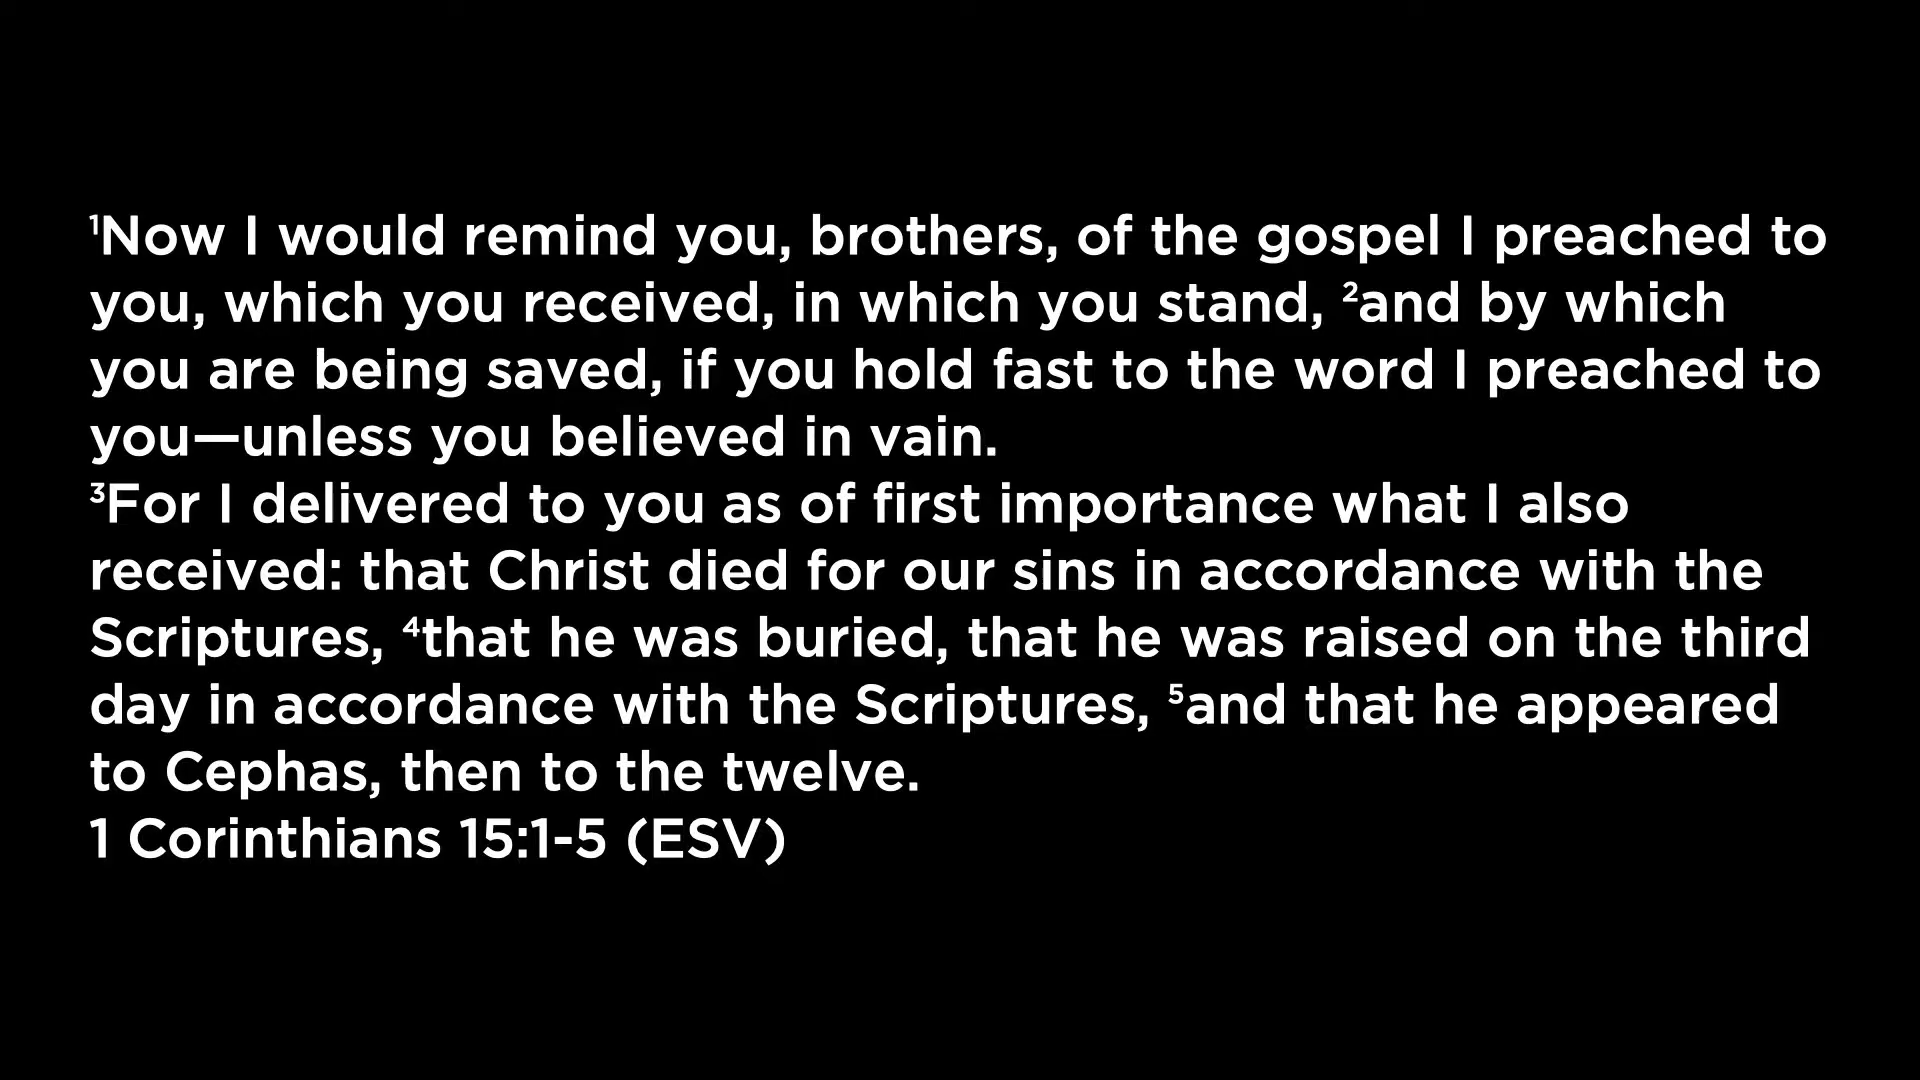 ¹Now I would remind you, brothers, of the gospel I preached to
you, which you received, in which you stand, ²and by which
you are being saved, if you hold fast to the word I preached to
you—unless you believed in vain.
³For I delivered to you as of first importance what I also
received: that Christ died for our sins in accordance with the
Scriptures, ⁴that he was buried, that he was raised on the third
day in accordance with the Scriptures, ⁵and that he appeared
to Cephas, then to the twelve.
1 Corinthians 15:1-5 (ESV)